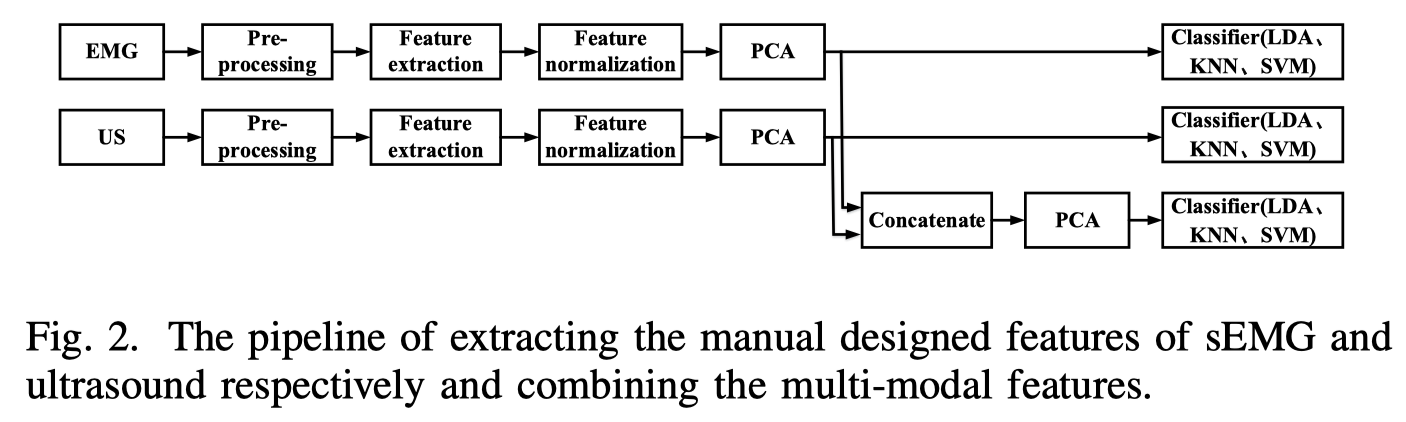 EMG
Pre-
processing
Feature
extraction
Feature
normalization
PCA
Classifier(LDA、
KNN、SVM)
US
Pre-
processing
Feature
extraction
Feature
normalization
PCA
Classifier(LDA、
KNN、SVM)
Concatenate
PCA
Classifier(LDA、
KNN、SVM)
Fig. 2. The pipeline of extracting the manual designed features of sEMG and
ultrasound respectively and combining the multi-modal features.